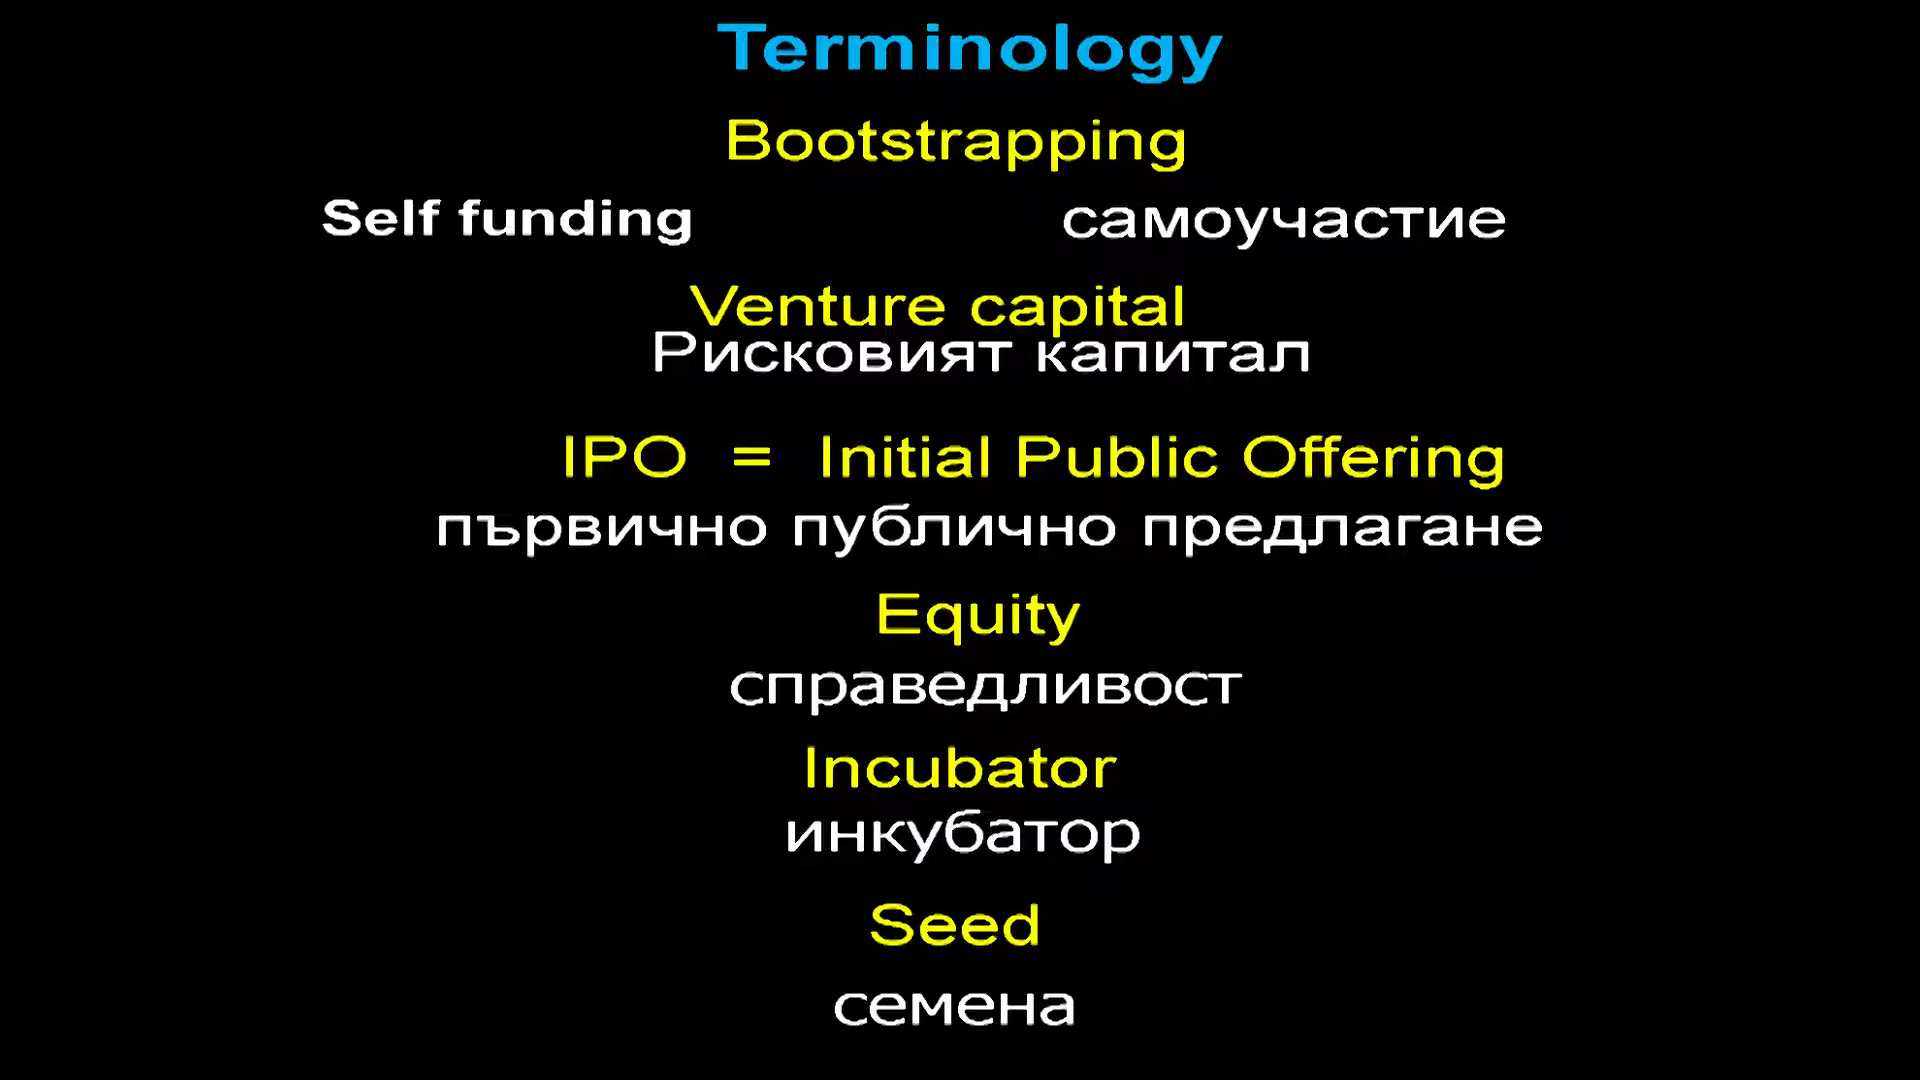 Terminology
Bootstrapping
Self funding самоучастие
Venture capital
Рисковият капитал
IPO = Initial Public Offering
първично публично предлагане
Equity
справедливост
Incubator
инкубатор
Seed
семена